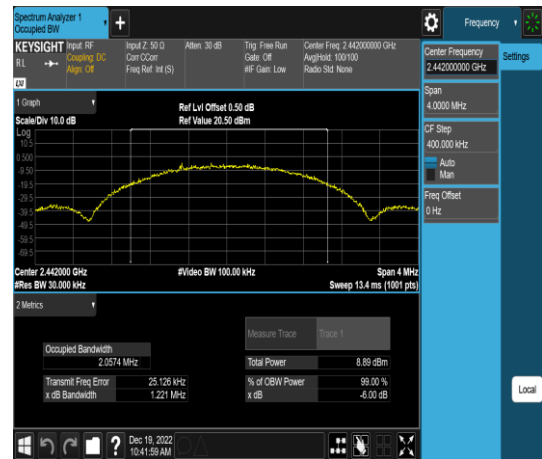 Spectrum Analyzer 1
Occupied BW
+
Frequency
KEYSIGHT
Input: RF
Input Z: 50 Ω
Atten: 30 dB
Trig: Free Run
Center Freq: 2.442000000 GHz
RL
Coupling: DC
Corr CCorr
Gate: Off
Avg|Hold: 100/100
Align: Off
Freq Ref: Int (S)
#IF Gain: Low
Radio Std: None
LXI
Center Frequency
2.442000000 GHz
Settings
Span
4.0000 MHz
CF Step
400.000 kHz
Auto
Man
Freq Offset
0 Hz
1 Graph
Ref Lvl Offset 0.50 dB
Scale/Div 10.0 dB
Ref Value 20.50 dBm
Log
10.5
0.500
-9.50
-19.5
-29.5
-39.5
-49.5
-59.5
-69.5
Center 2.442000 GHz
#Video BW 100.00 kHz
Span 4 MHz
#Res BW 30.000 kHz
Sweep 13.4 ms (1001 pts)
2 Metrics
Measure Trace
Trace 1
Occupied Bandwidth
2.0574 MHz
Total Power
8.89 dBm
Transmit Freq Error
25.126 kHz
% of OBW Power
99.00 %
x dB Bandwidth
1.221 MHz
x dB
-6.00 dB
Local
?
Dec 19, 2022
10:41:59 AM